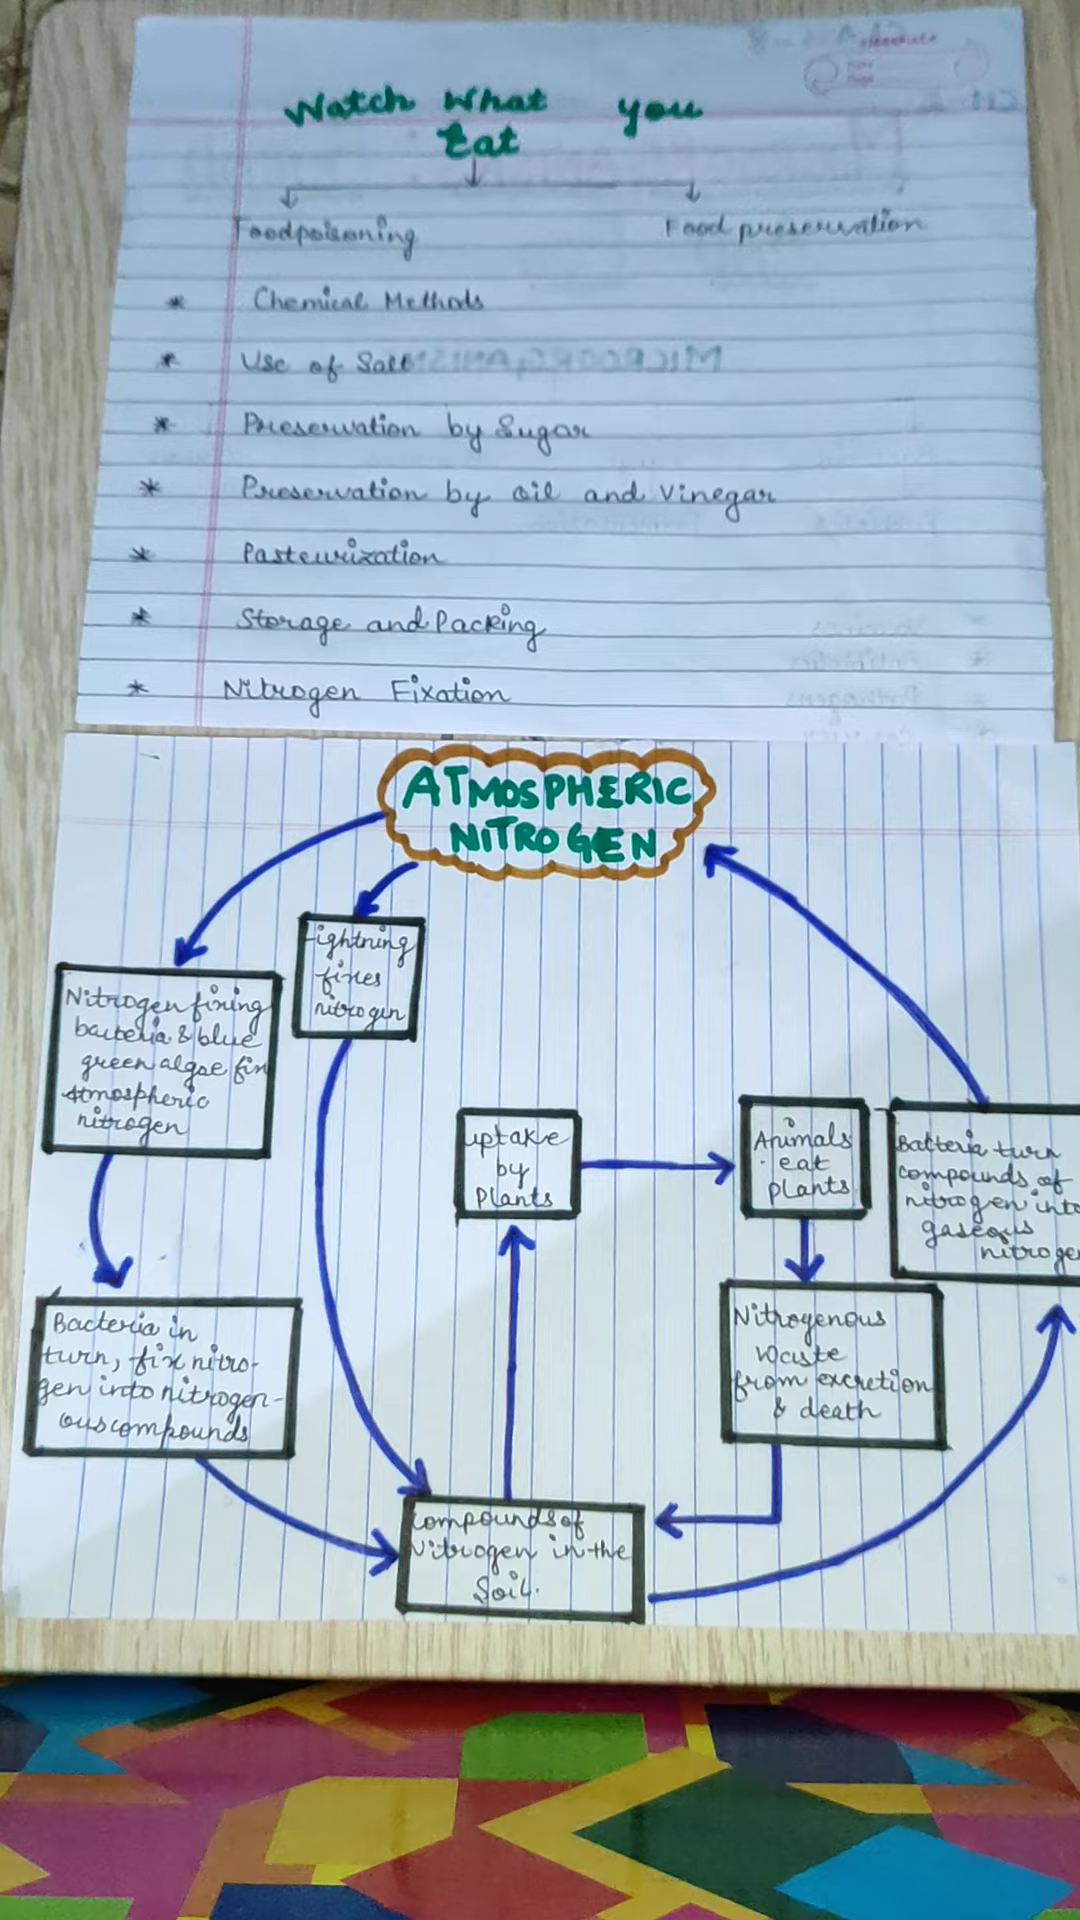 Watch What you
Eat
Foodpoisoning
Food preservation
* Chemical Methods
* Use of Salt
* Preservation by Sugar
* Preservation by oil and Vinegar
* Pasteurization
* Storage and Packing
* Nitrogen Fixation
ATMOSPHERIC
NITROGEN
Lightning
fixes
nitrogen
Nitrogen fixing
bacteria & blue
green algae fix
atmospheric
nitrogen
Bacteria in
turn, fix nitro-
gen into nitrogen-
ous compounds
uptake
by
Plants
Animals
eat
plants
Bacteria turn
compounds of
nitrogen into
gaseous
nitrogen
Nitrogenous
waste
from excretion
& death
compounds of
Nitrogen in the
Soil.